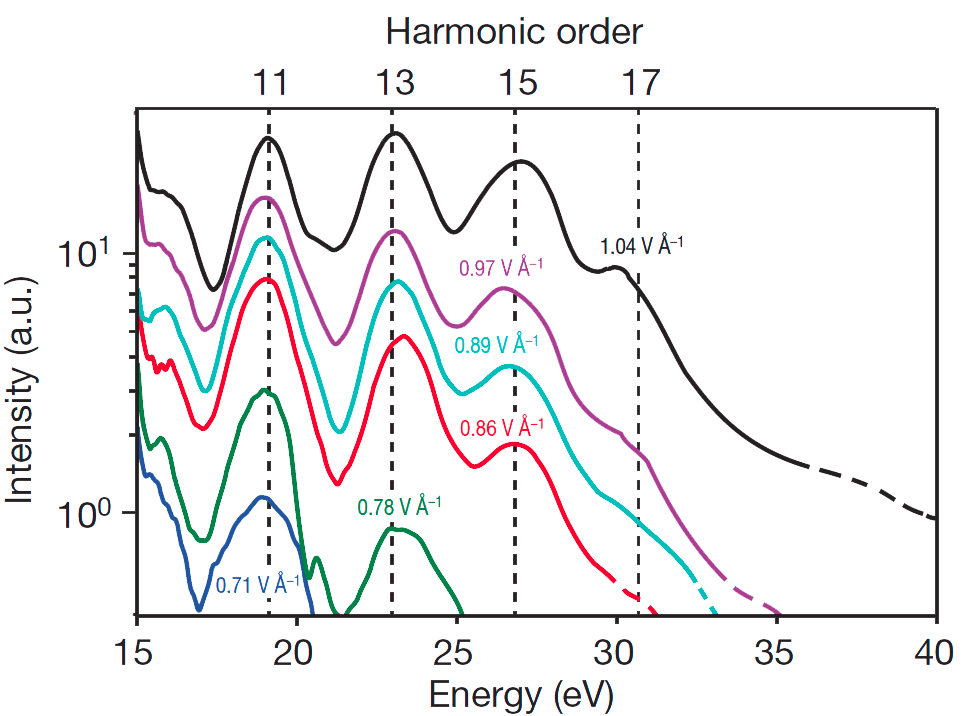 Harmonic order
11 13 15 17
Intensity (a.u.)
10¹
10⁰
1.04 V Å⁻¹
0.97 V Å⁻¹
0.89 V Å⁻¹
0.86 V Å⁻¹
0.78 V Å⁻¹
0.71 V Å⁻¹
15 20 25 30 35 40
Energy (eV)